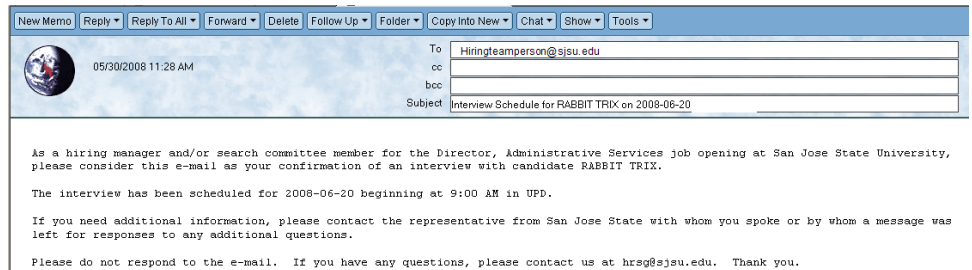 New Memo Reply Reply To All Forward Delete Follow Up Folder Copy Into New Chat Show Tools
To Hiringteamperson@sjsu.edu
05/30/2008 11:28 AM cc
bcc
Subject Interview Schedule for RABBIT TRIX on 2008-06-20
As a hiring manager and/or search committee member for the Director, Administrative Services job opening at San Jose State University,
please consider this e-mail as your confirmation of an interview with candidate RABBIT TRIX.
The interview has been scheduled for 2008-06-20 beginning at 9:00 AM in UPD.
If you need additional information, please contact the representative from San Jose State with whom you spoke or by whom a message was
left for responses to any additional questions.
Please do not respond to the e-mail.  If you have any questions, please contact us at hrsg@sjsu.edu.  Thank you.